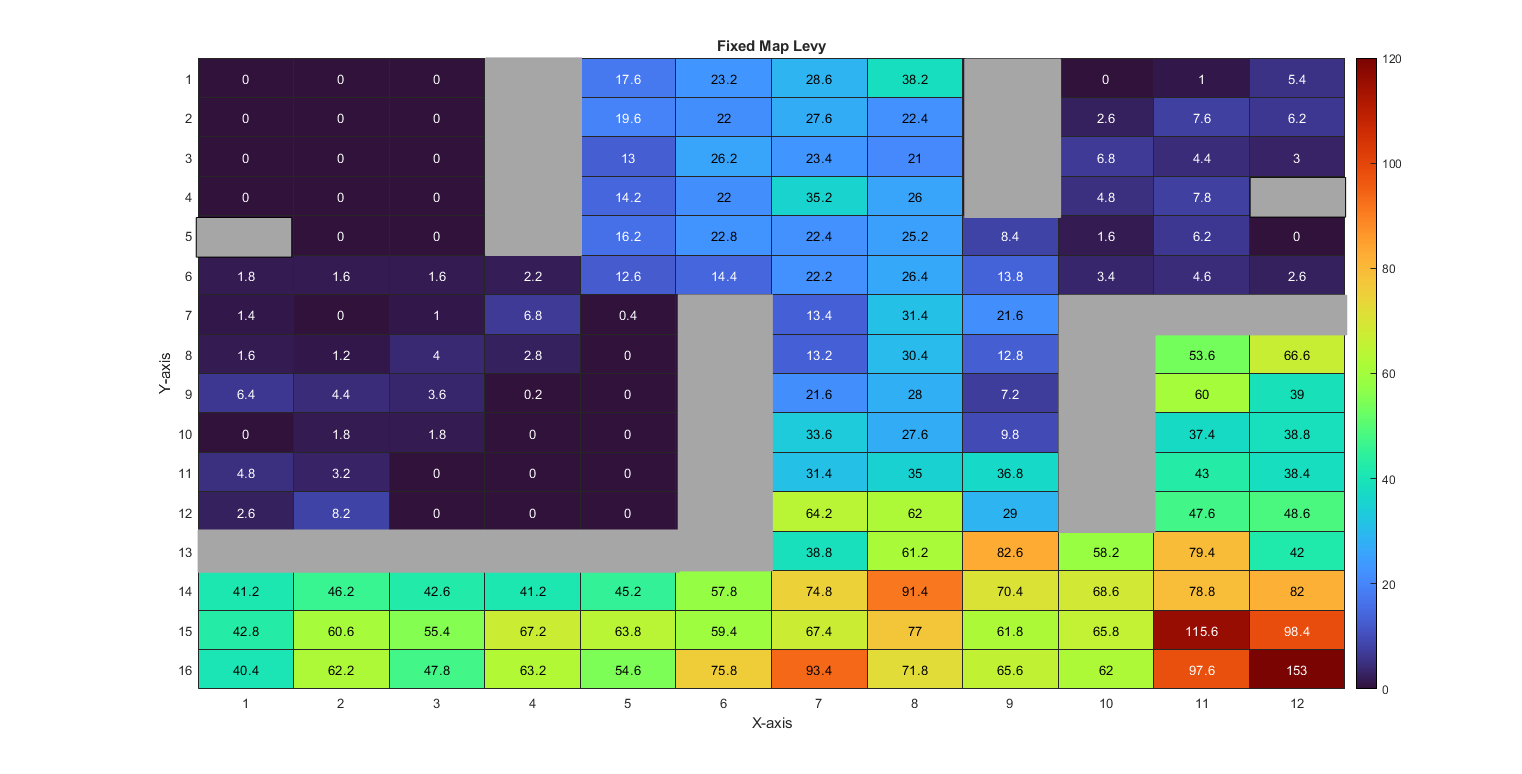 Fixed Map Levy
1 0 0 0 17.6 23.2 28.6 38.2 0 1 5.4 120
2 0 0 0 19.6 22 27.6 22.4 2.6 7.6 6.2
3 0 0 0 13 26.2 23.4 21 6.8 4.4 3 100
4 0 0 0 14.2 22 35.2 26 4.8 7.8
5 0 0 16.2 22.8 22.4 25.2 8.4 1.6 6.2 0
6 1.8 1.6 1.6 2.2 12.6 14.4 22.2 26.4 13.8 3.4 4.6 2.6 80
7 1.4 0 1 6.8 0.4 13.4 31.4 21.6
8 1.6 1.2 4 2.8 0 13.2 30.4 12.8 53.6 66.6
Y-axis
9 6.4 4.4 3.6 0.2 0 21.6 28 7.2 60 39 60
10 0 1.8 1.8 0 0 33.6 27.6 9.8 37.4 38.8
11 4.8 3.2 0 0 0 31.4 35 36.8 43 38.4 40
12 2.6 8.2 0 0 0 64.2 62 29 47.6 48.6
13 38.8 61.2 82.6 58.2 79.4 42
14 41.2 46.2 42.6 41.2 45.2 57.8 74.8 91.4 70.4 68.6 78.8 82 20
15 42.8 60.6 55.4 67.2 63.8 59.4 67.4 77 61.8 65.8 115.6 98.4
16 40.4 62.2 47.8 63.2 54.6 75.8 93.4 71.8 65.6 62 97.6 153 0
1 2 3 4 5 6 7 8 9 10 11 12
X-axis